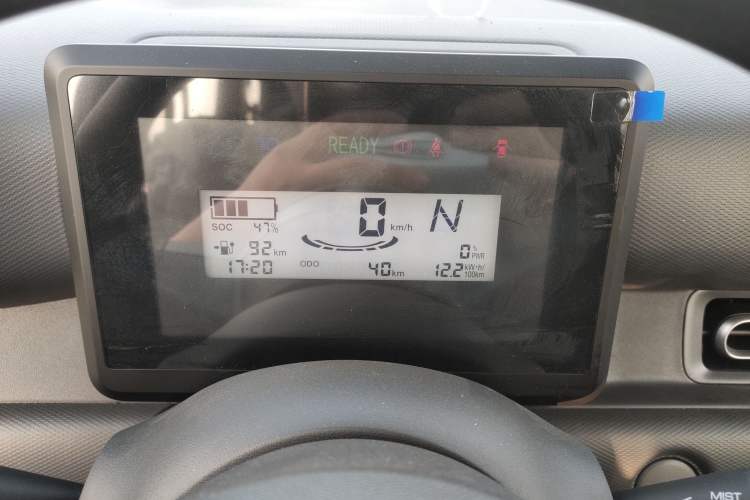 READY
0 km/h N
SOC 47%
0 % PWR
92 km
17:20 ODO 40 km 12.2 kW·h/100km
MIST